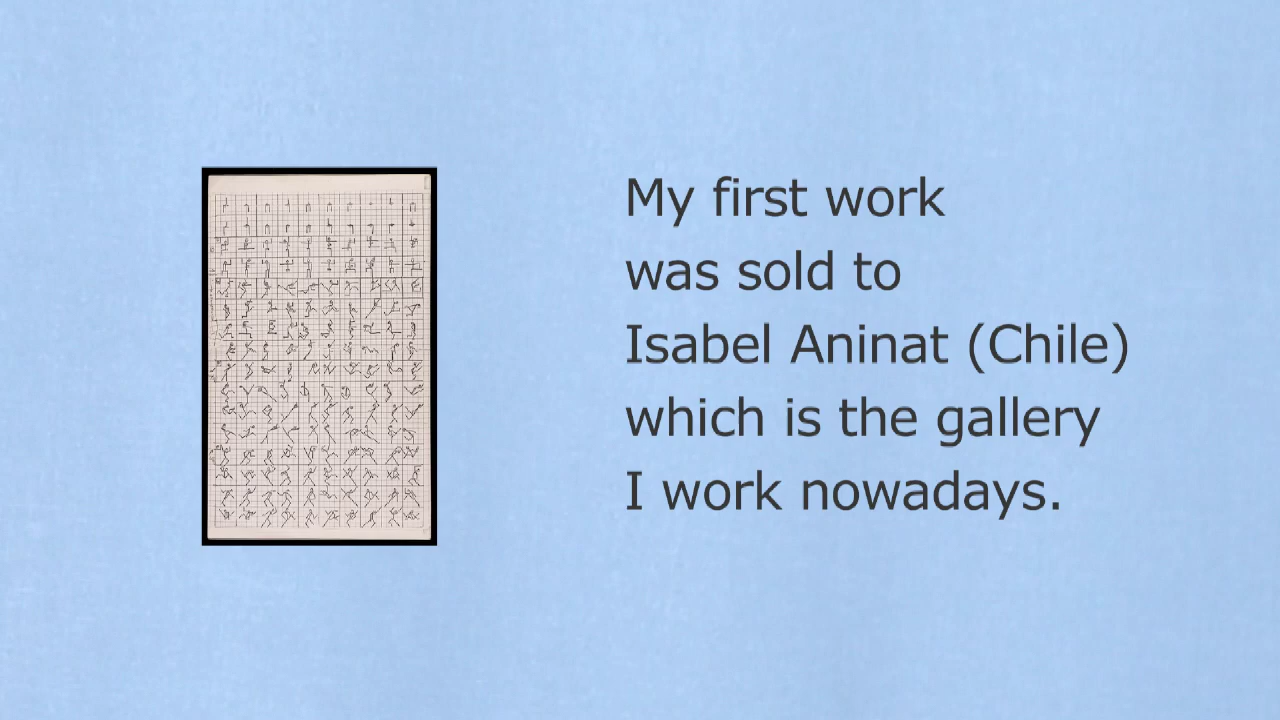 My first work
was sold to
Isabel Aninat (Chile)
which is the gallery
I work nowadays.